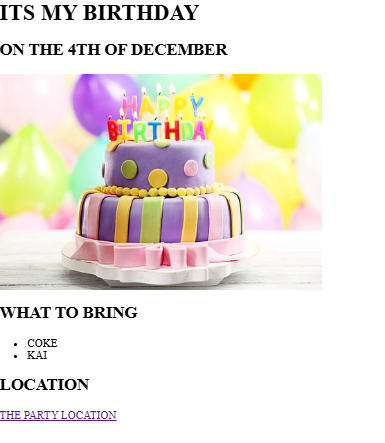 ITS MY BIRTHDAY
ON THE 4TH OF DECEMBER
HAPPY
BIRTHDAY
WHAT TO BRING
COKE
KAI
LOCATION
THE PARTY LOCATION